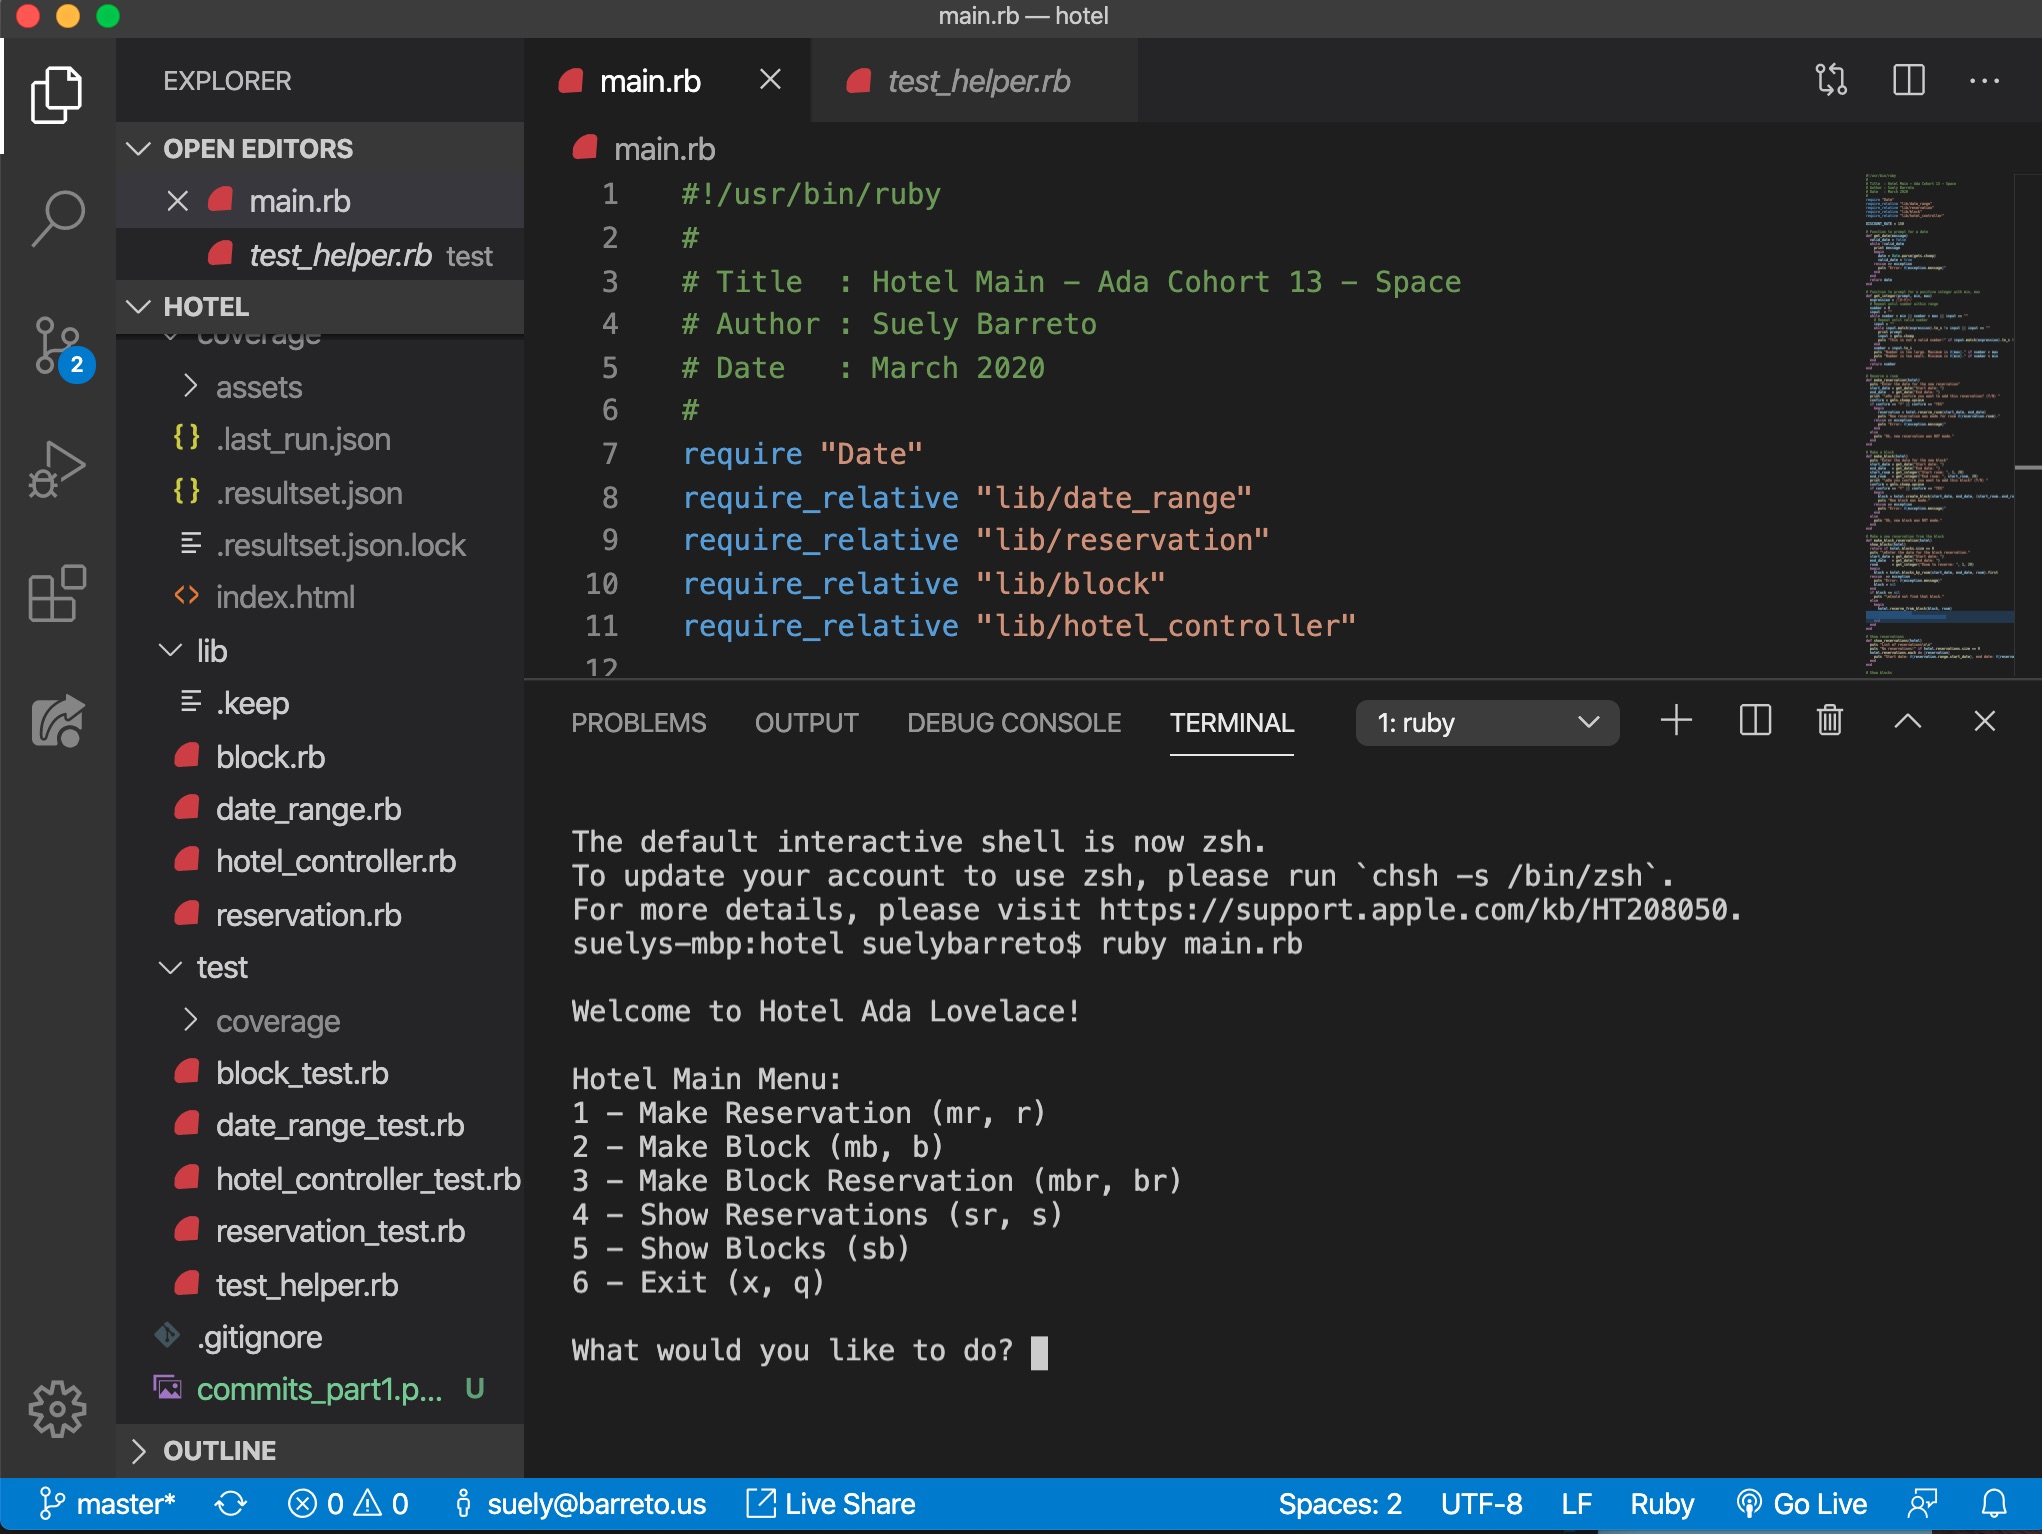 main.rb — hotel
EXPLORER
OPEN EDITORS
main.rb
test_helper.rb test
HOTEL
coverage
assets
{} .last_run.json
{} .resultset.json
.resultset.json.lock
<> index.html
lib
.keep
block.rb
date_range.rb
hotel_controller.rb
reservation.rb
test
coverage
block_test.rb
date_range_test.rb
hotel_controller_test.rb
reservation_test.rb
test_helper.rb
.gitignore
commits_part1.p... U
OUTLINE
2
main.rb test_helper.rb
main.rb
1 #!/usr/bin/ruby
2 #
3 # Title  : Hotel Main – Ada Cohort 13 – Space
4 # Author : Suely Barreto
5 # Date   : March 2020
6 #
7 require "Date"
8 require_relative "lib/date_range"
9 require_relative "lib/reservation"
10 require_relative "lib/block"
11 require_relative "lib/hotel_controller"
12
PROBLEMS OUTPUT DEBUG CONSOLE TERMINAL 1: ruby
The default interactive shell is now zsh.
To update your account to use zsh, please run `chsh -s /bin/zsh`.
For more details, please visit https://support.apple.com/kb/HT208050.
suelys-mbp:hotel suelybarreto$ ruby main.rb
Welcome to Hotel Ada Lovelace!
Hotel Main Menu:
1 – Make Reservation (mr, r)
2 – Make Block (mb, b)
3 – Make Block Reservation (mbr, br)
4 – Show Reservations (sr, s)
5 – Show Blocks (sb)
6 – Exit (x, q)
What would you like to do?
master* 0 0 suely@barreto.us Live Share Spaces: 2 UTF-8 LF Ruby Go Live